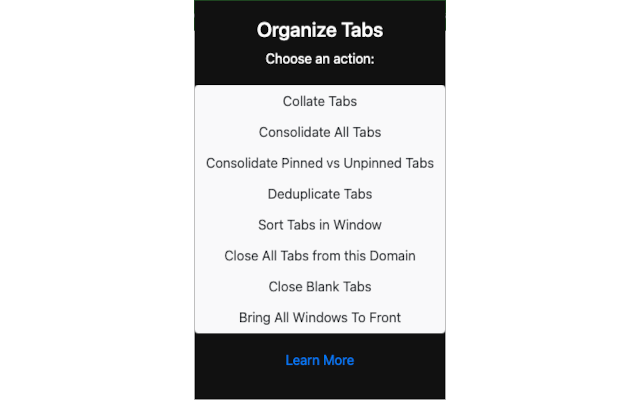 Organize Tabs
Choose an action:
Collate Tabs
Consolidate All Tabs
Consolidate Pinned vs Unpinned Tabs
Deduplicate Tabs
Sort Tabs in Window
Close All Tabs from this Domain
Close Blank Tabs
Bring All Windows To Front
Learn More